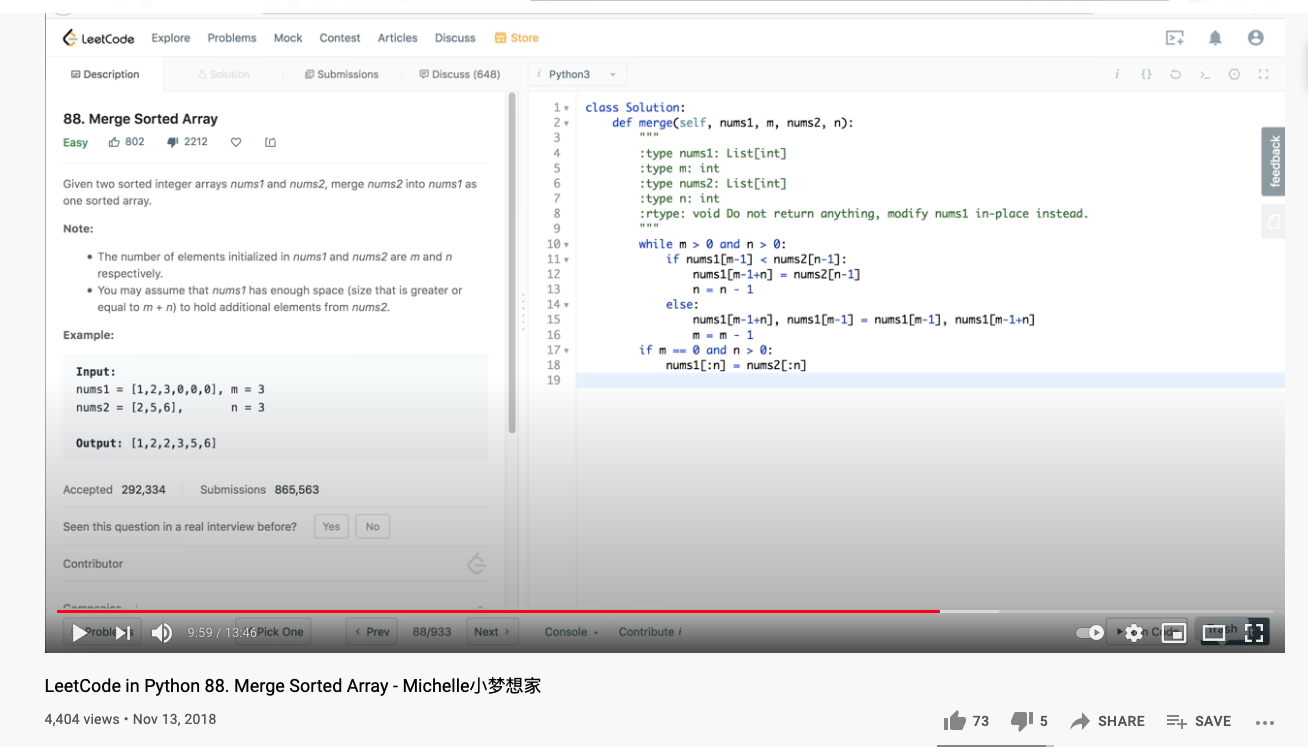 LeetCode Explore Problems Mock Contest Articles Discuss Store
Description Solution Submissions Discuss (648) i Python3
88. Merge Sorted Array
Easy 802 2212
Given two sorted integer arrays nums1 and nums2, merge nums2 into nums1 as
one sorted array.
Note:
• The number of elements initialized in nums1 and nums2 are m and n
respectively.
• You may assume that nums1 has enough space (size that is greater or
equal to m + n) to hold additional elements from nums2.
Example:
Input:
nums1 = [1,2,3,0,0,0], m = 3
nums2 = [2,5,6], n = 3
Output: [1,2,2,3,5,6]
Accepted 292,334 Submissions 865,563
Seen this question in a real interview before? Yes No
Contributor
Companies
1 class Solution:
2 def merge(self, nums1, m, nums2, n):
3 """
4 :type nums1: List[int]
5 :type m: int
6 :type nums2: List[int]
7 :type n: int
8 :rtype: void Do not return anything, modify nums1 in-place instead.
9 """
10 while m > 0 and n > 0:
11 if nums1[m-1] < nums2[n-1]:
12 nums1[m-1+n] = nums2[n-1]
13 n = n - 1
14 else:
15 nums1[m-1+n], nums1[m-1] = nums1[m-1], nums1[m-1+n]
16 m = m - 1
17 if m == 0 and n > 0:
18 nums1[:n] = nums2[:n]
19
feedback
9:59 / 13:46 Pick One < Prev 88/933 Next > Console Contribute i
LeetCode in Python 88. Merge Sorted Array - Michelle小梦想家
4,404 views • Nov 13, 2018
73 5 SHARE SAVE